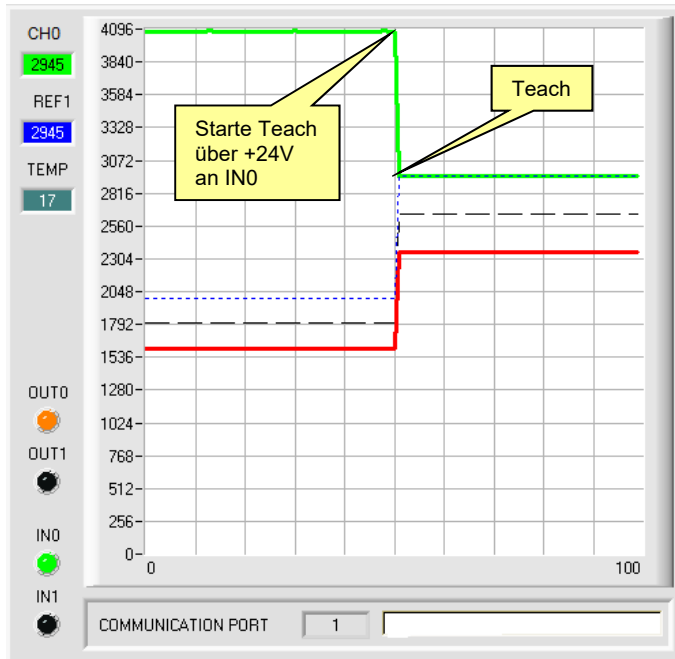 CH0
2945
REF1
2945
TEMP
17
OUT0
OUT1
IN0
IN1
4096
3840
3584
3328
3072
2816
2560
2304
2048
1792
1536
1280
1024
768
512
256
0
0
100
Starte Teach
über +24V
an IN0
Teach
COMMUNICATION PORT
1